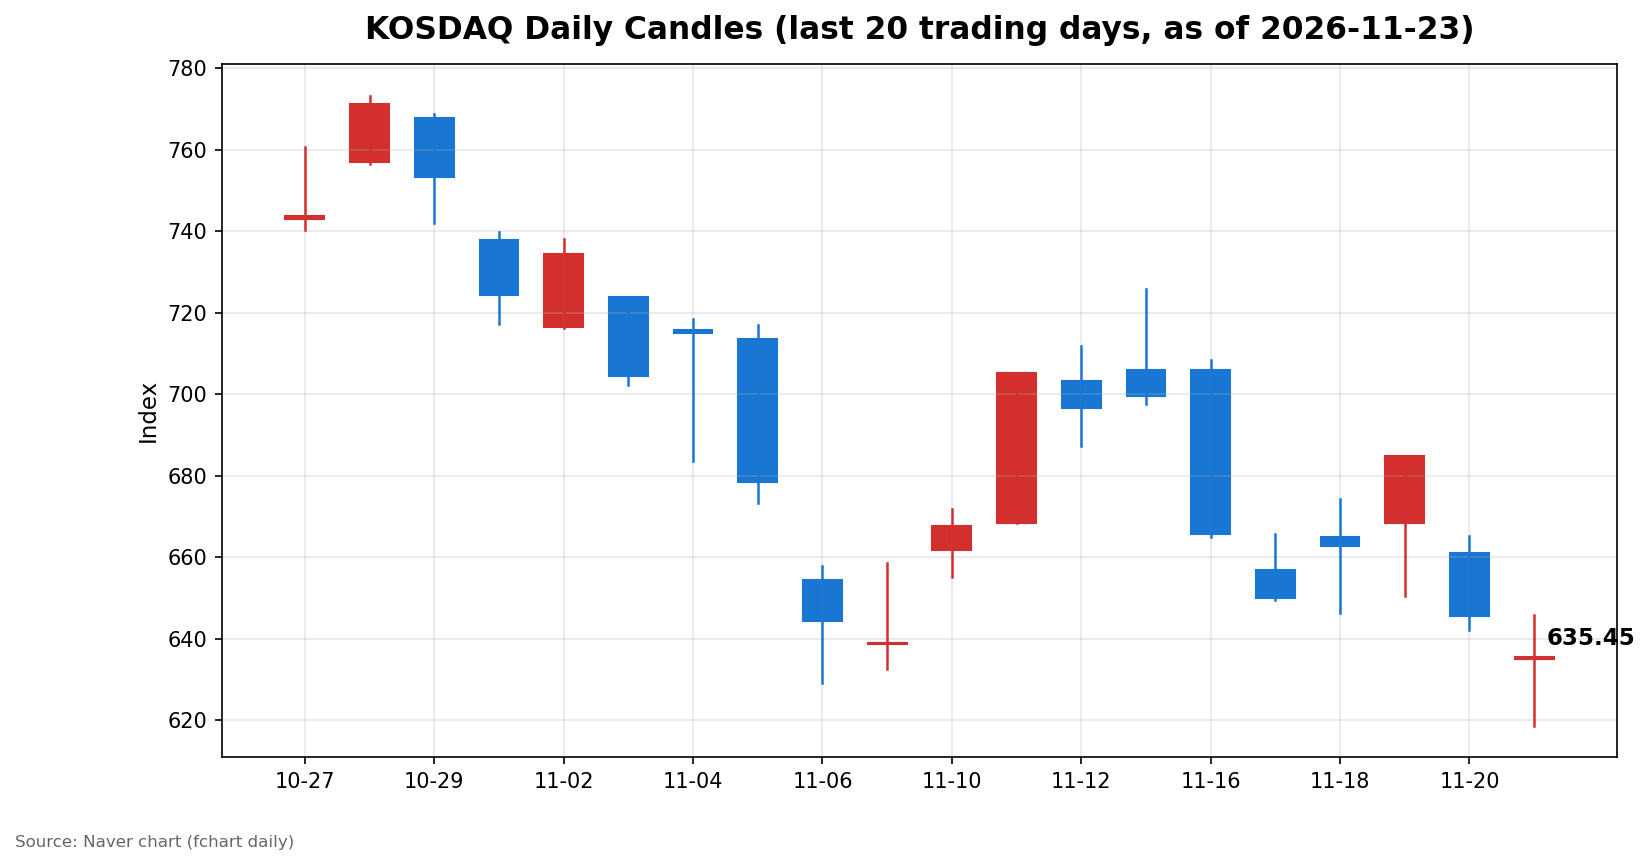 KOSDAQ Daily Candles (last 20 trading days, as of 2026-11-23)
780
760
740
720
700
680
660
640
620
Index
635.45
10-27 10-29 11-02 11-04 11-06 11-10 11-12 11-16 11-18 11-20
Source: Naver chart (fchart daily)